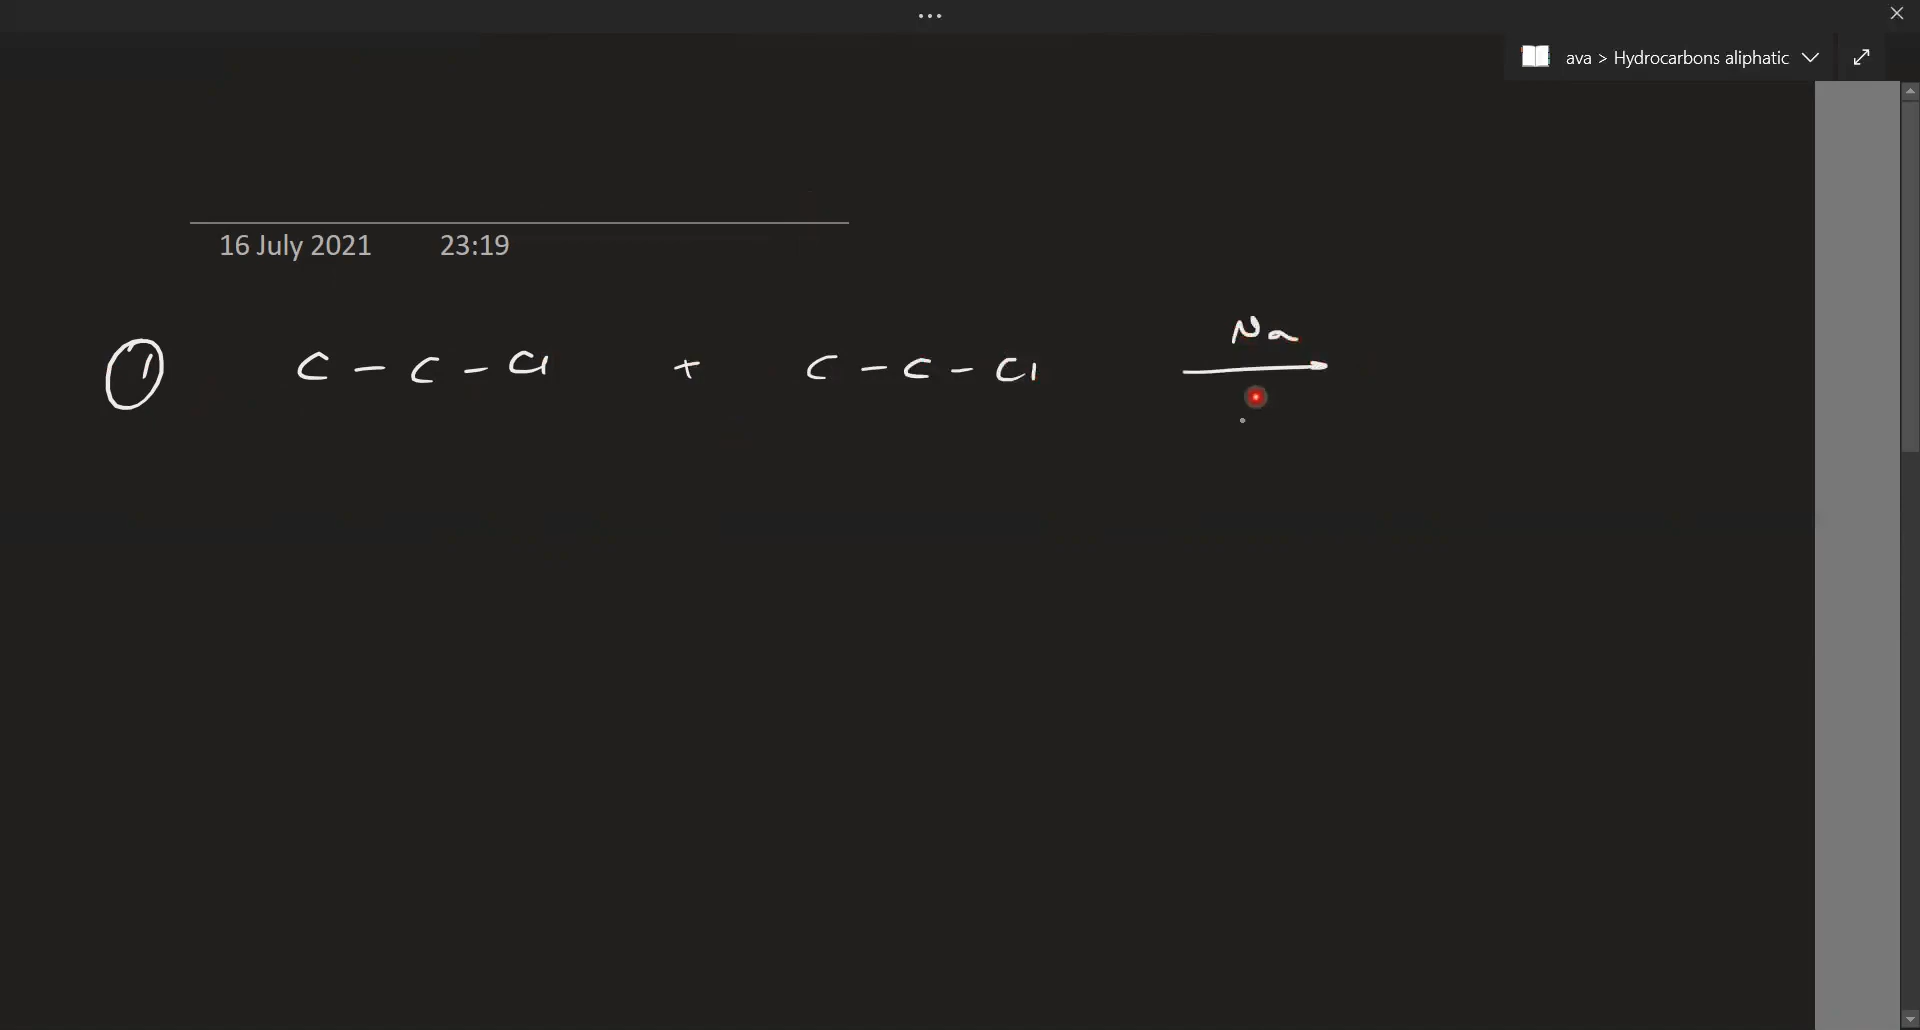 ava > Hydrocarbons aliphatic
16 July 2021 23:19
Na
① C - C - Cl + C - C - Cl ⟶